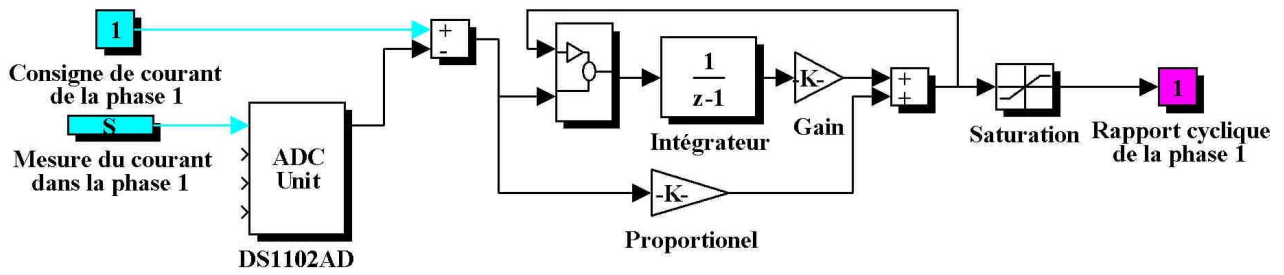 1
Consigne de courant
de la phase 1
S
Mesure du courant
dans la phase 1
ADC
Unit
DS1102AD
+
-
1
z-1
Intégrateur
-K-
Gain
-K-
Proportionel
+
+
Saturation
1
Rapport cyclique
de la phase 1